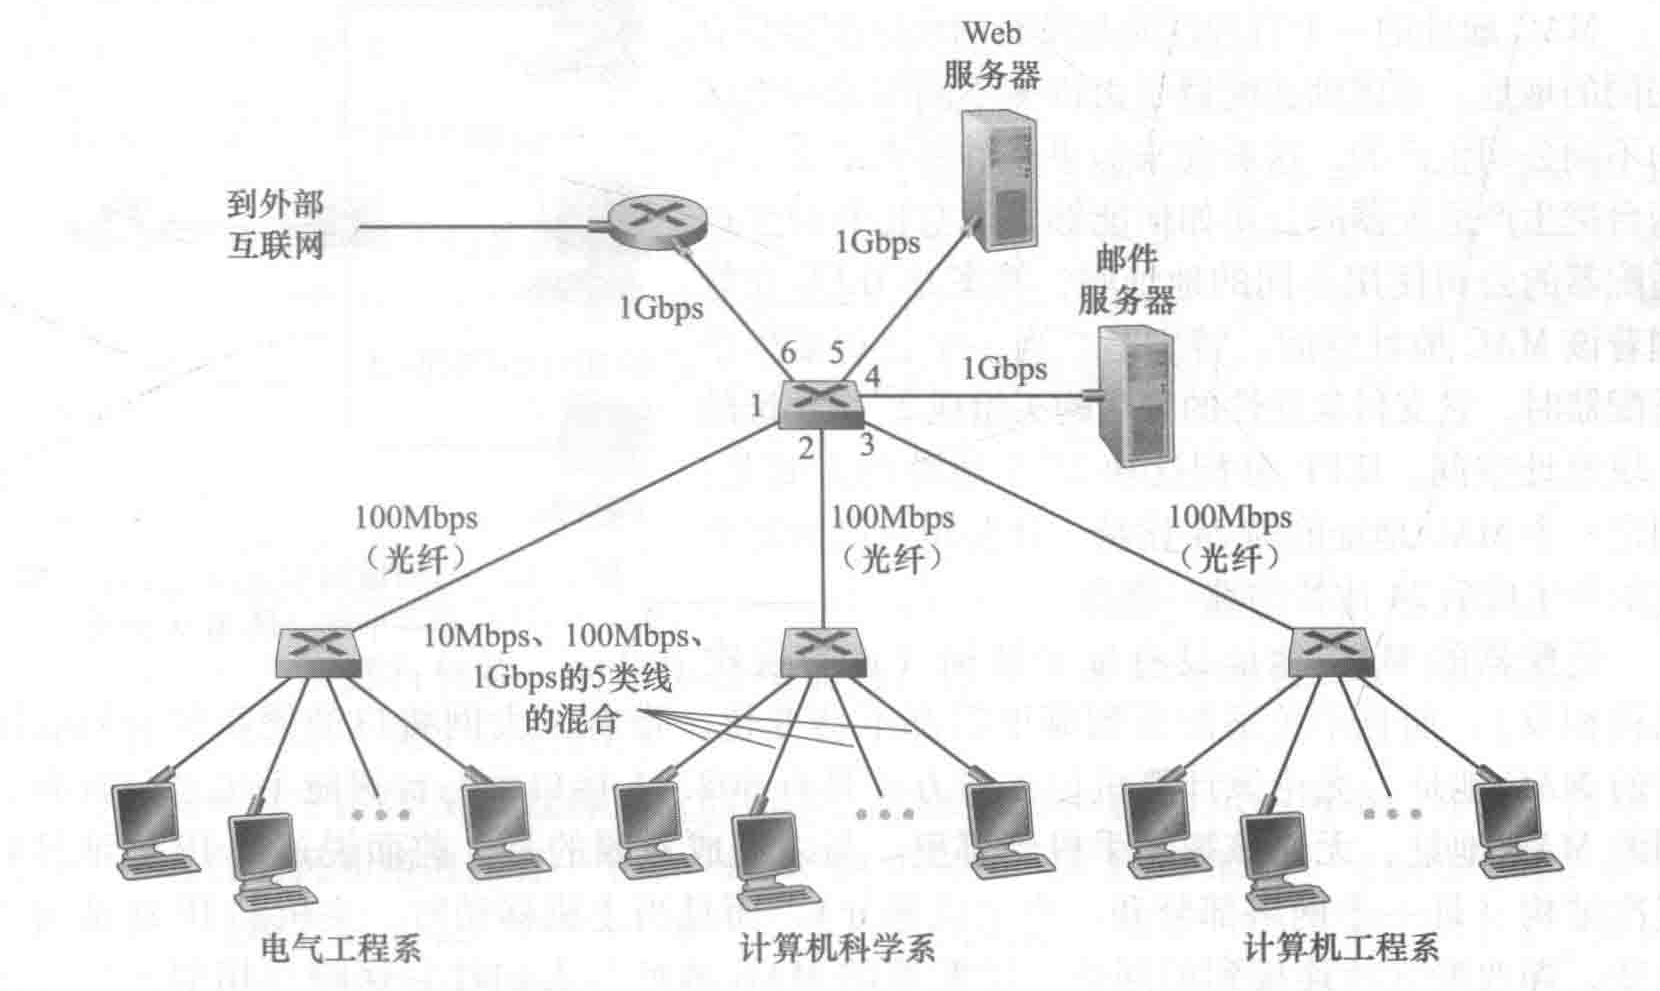 Web
服务器
到外部
互联网
1Gbps
邮件
服务器
1Gbps
6
5
4
1Gbps
1
2
3
100Mbps
（光纤）
100Mbps
（光纤）
100Mbps
（光纤）
10Mbps、100Mbps、
1Gbps的5类线
的混合
电气工程系
计算机科学系
计算机工程系